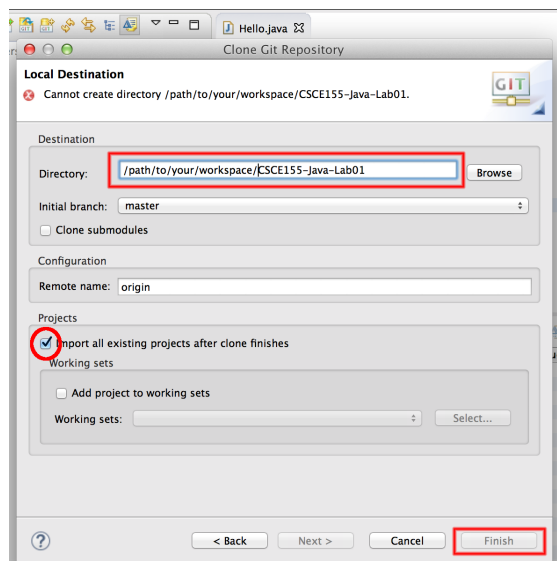 Hello.java
Clone Git Repository
Local Destination
GIT
Cannot create directory /path/to/your/workspace/CSCE155-Java-Lab01.
Destination
Directory: /path/to/your/workspace/CSCE155-Java-Lab01 Browse
Initial branch: master
Clone submodules
Configuration
Remote name: origin
Projects
Import all existing projects after clone finishes
Working sets
Add project to working sets
Working sets: Select...
? < Back Next > Cancel Finish